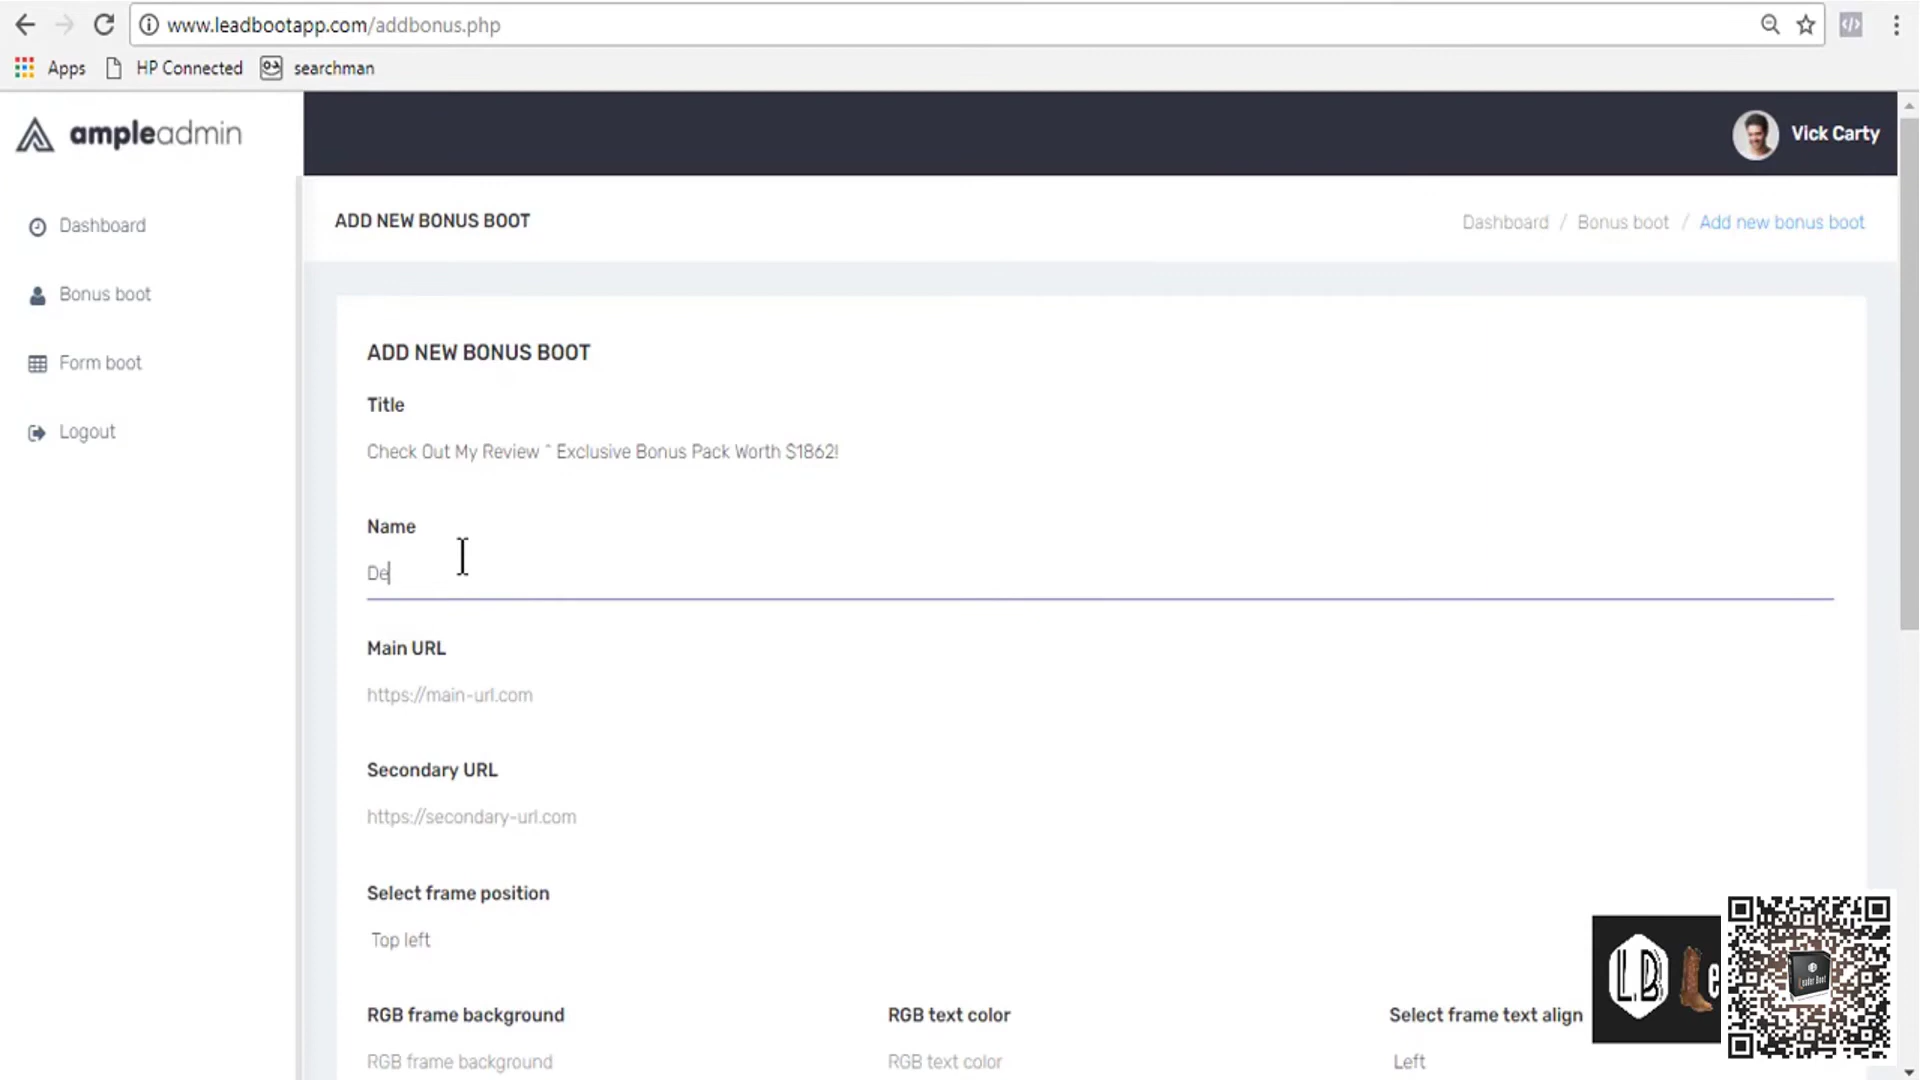 www.leadbootapp.com/addbonus.php
Apps HP Connected searchman
ampleadmin
Vick Carty
Dashboard
Bonus boot
Form boot
Logout
ADD NEW BONUS BOOT
Dashboard / Bonus boot / Add new bonus boot
ADD NEW BONUS BOOT
Title
Check Out My Review ^ Exclusive Bonus Pack Worth $1862!
Name
De
Main URL
https://main-url.com
Secondary URL
https://secondary-url.com
Select frame position
Top left
RGB frame background RGB text color Select frame text align
RGB frame background RGB text color Left
LB